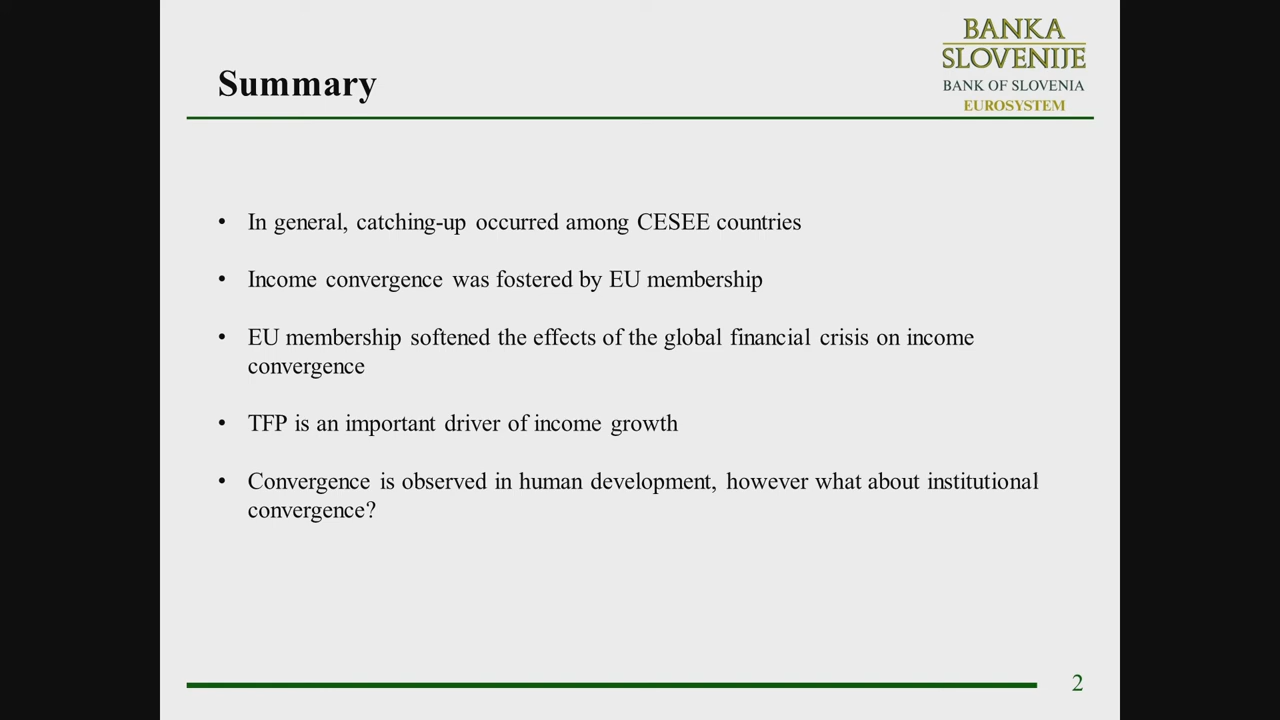 BANKA
SLOVENIJE
BANK OF SLOVENIA
EUROSYSTEM
Summary
• In general, catching-up occurred among CESEE countries
• Income convergence was fostered by EU membership
• EU membership softened the effects of the global financial crisis on income
convergence
• TFP is an important driver of income growth
• Convergence is observed in human development, however what about institutional
convergence?
2